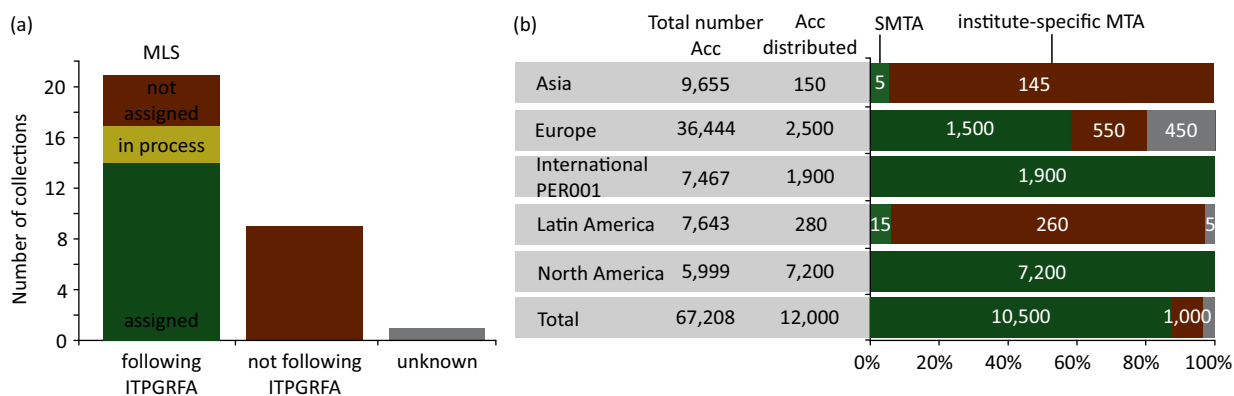 (a)
MLS
Number of collections
20
16
12
8
4
0
not
assigned
in process
assigned
following
ITPGRFA
not following
ITPGRFA
unknown
(b)
Total number
Acc
Acc
distributed
SMTA
institute-specific MTA
Asia 9,655 150 5 145
Europe 36,444 2,500 1,500 550 450
International
PER001 7,467 1,900 1,900
Latin America 7,643 280 15 260 5
North America 5,999 7,200 7,200
Total 67,208 12,000 10,500 1,000
0% 20% 40% 60% 80% 100%